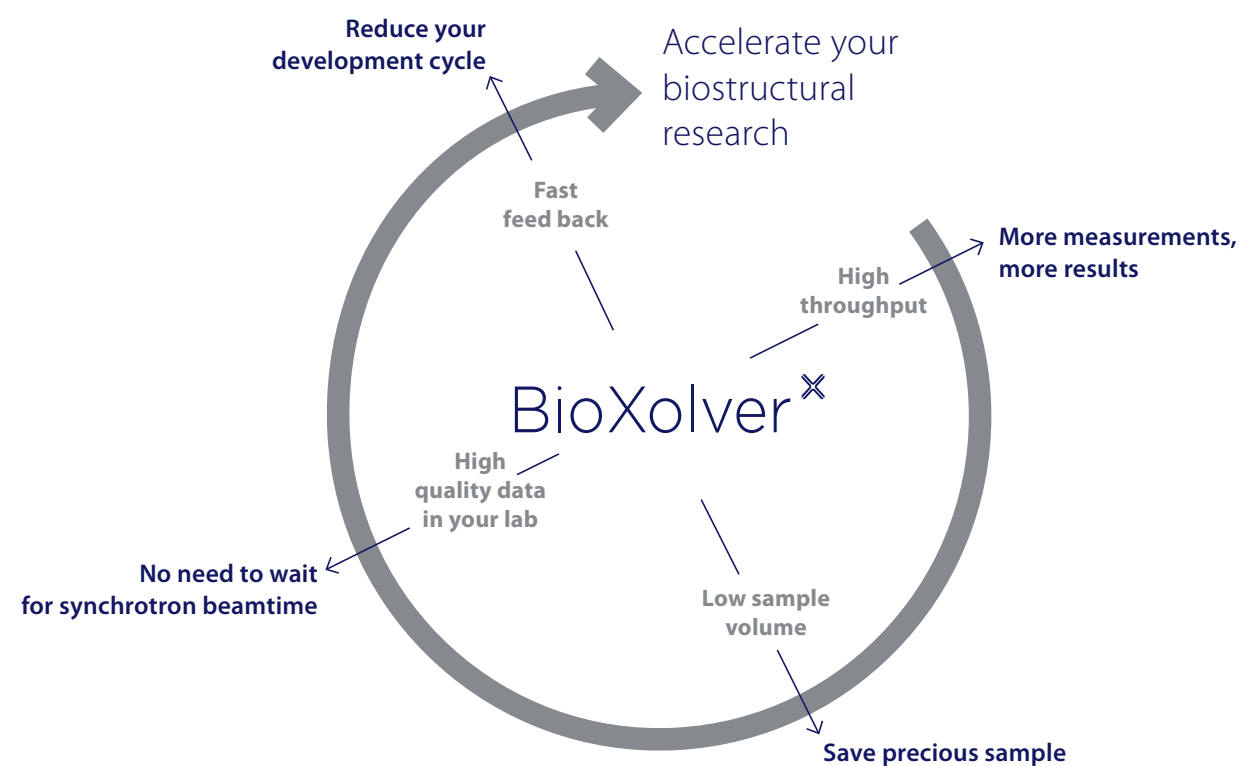 Reduce your
development cycle
Accelerate your
biostructural
research
Fast
feed back
More measurements,
more results
High
throughput
BioXolver
High
quality data
in your lab
No need to wait
for synchrotron beamtime
Low sample
volume
Save precious sample